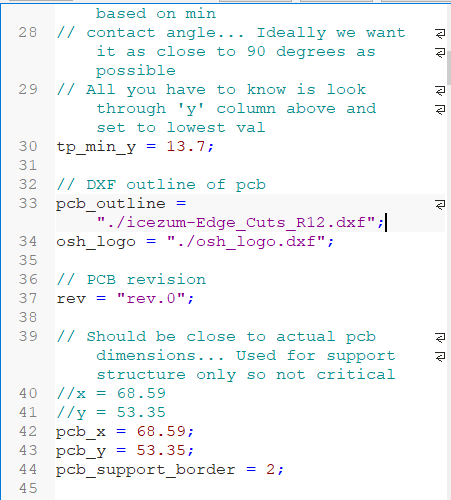 based on min
28 // contact angle... Ideally we want
it as close to 90 degrees as
possible
29 // All you have to know is look
through 'y' column above and
set to lowest val
30 tp_min_y = 13.7;
31
32 // DXF outline of pcb
33 pcb_outline =
"./icezum-Edge_Cuts_R12.dxf";
34 osh_logo = "./osh_logo.dxf";
35
36 // PCB revision
37 rev = "rev.0";
38
39 // Should be close to actual pcb
dimensions... Used for support
structure only so not critical
40 //x = 68.59
41 //y = 53.35
42 pcb_x = 68.59;
43 pcb_y = 53.35;
44 pcb_support_border = 2;
45